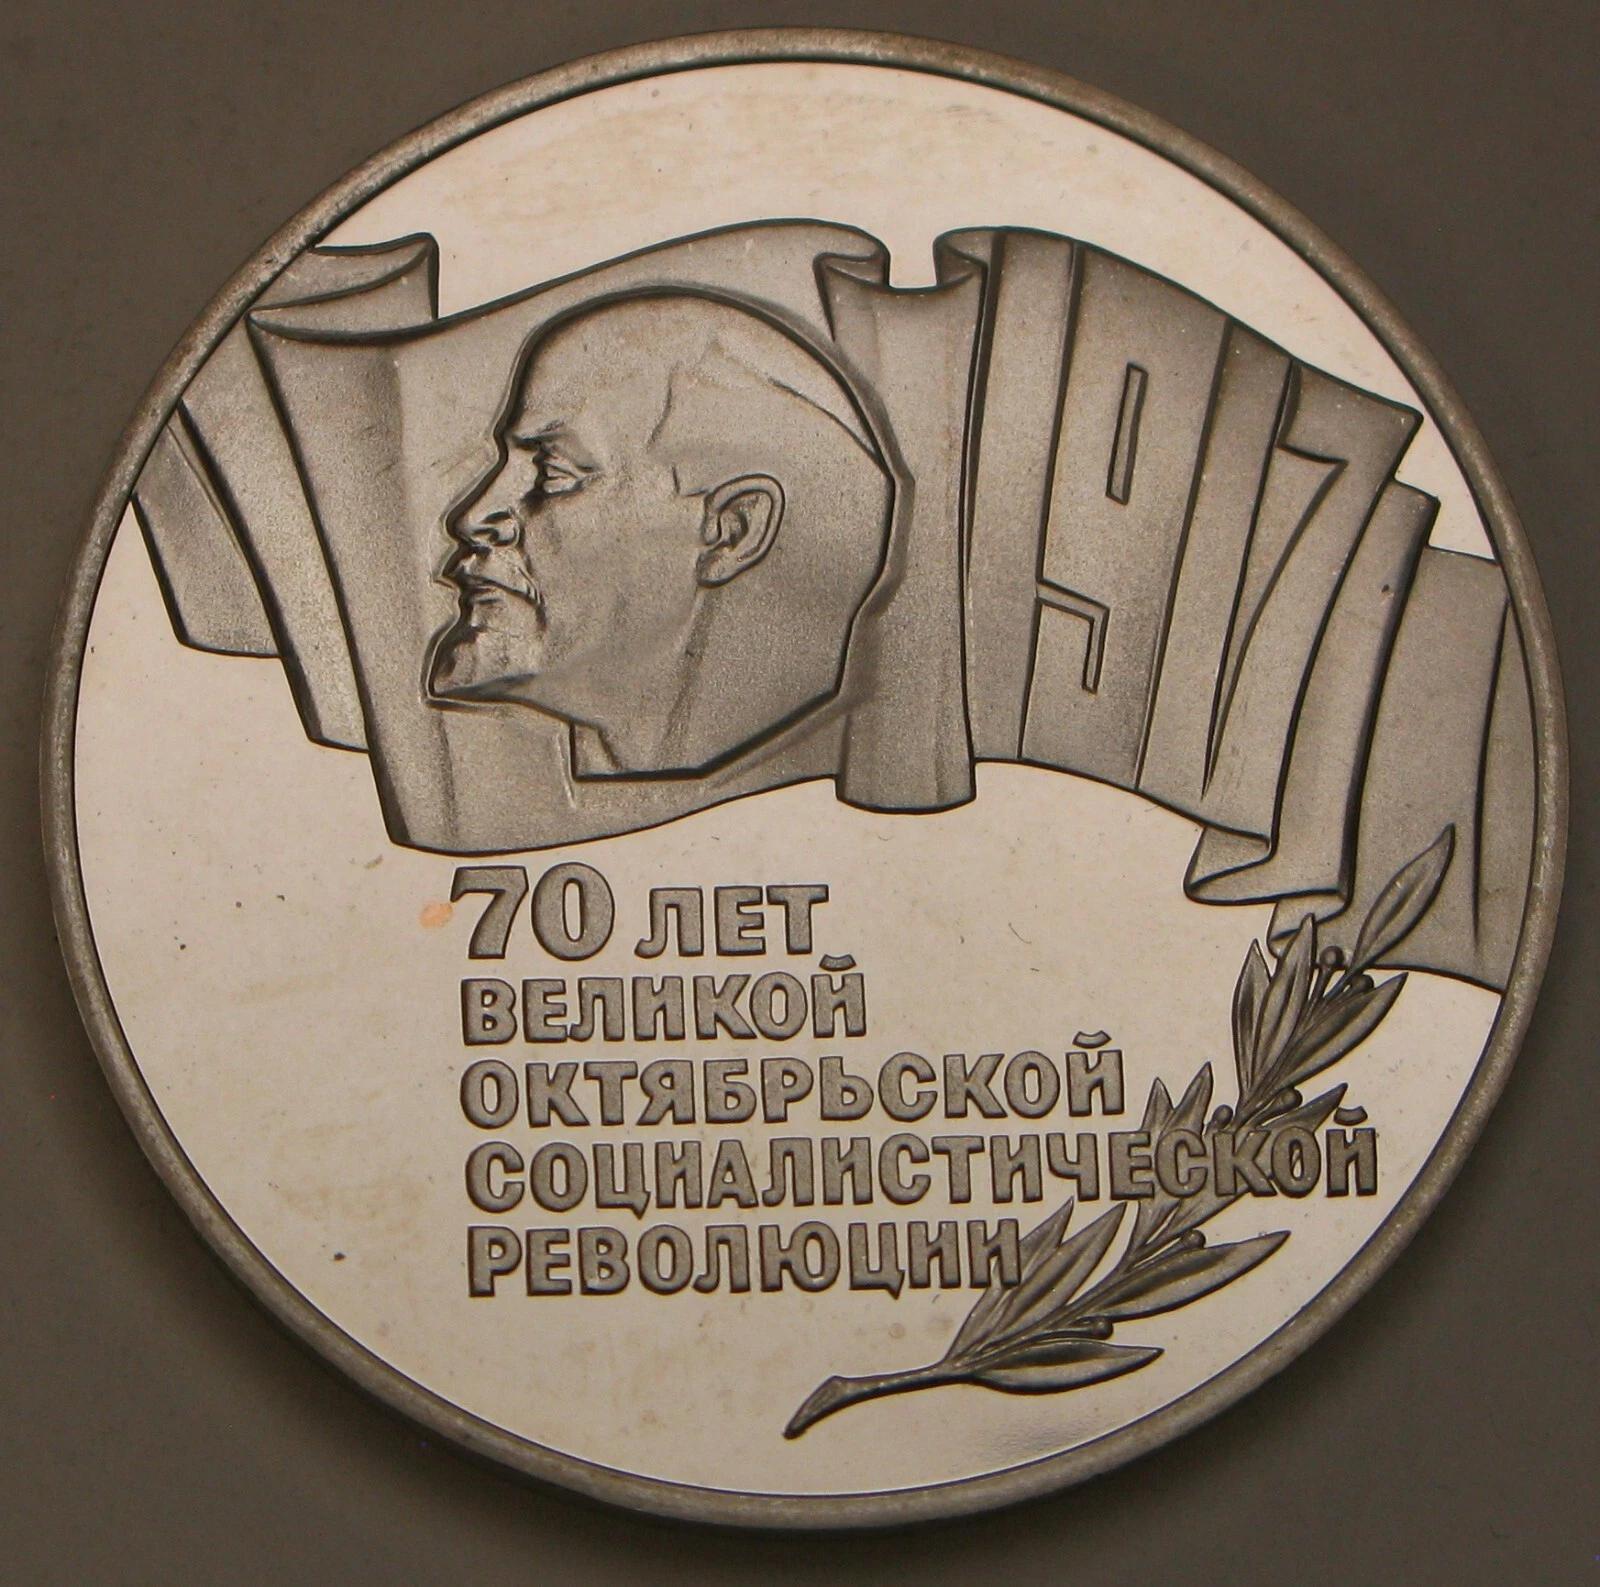 1917
70 ЛЕТ
ВЕЛИКОЙ
ОКТЯБРЬСКОЙ
СОЦИАЛИСТИЧЕСКОЙ
РЕВОЛЮЦИИ